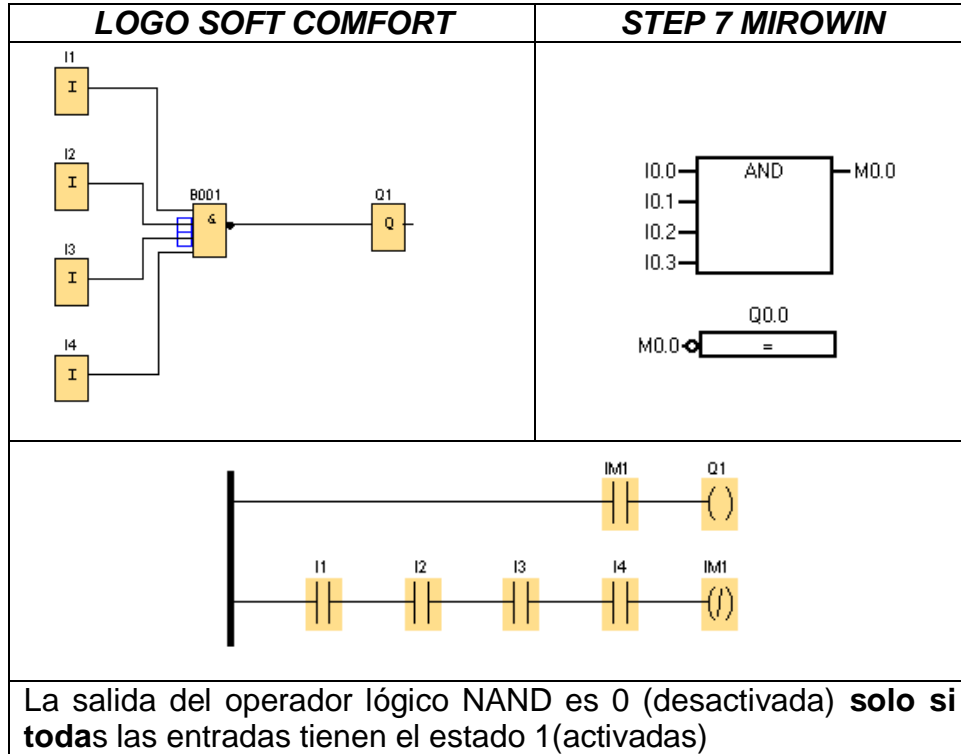 LOGO SOFT COMFORT
STEP 7 MIROWIN
I1
I
I2
I
B001
&
Q1
Q
I3
I
I4
I
I0.0
AND
M0.0
I0.1
I0.2
I0.3
Q0.0
M0.0
=
IM1
Q1
I1
I2
I3
I4
IM1
La salida del operador lógico NAND es 0 (desactivada) solo si
todas las entradas tienen el estado 1(activadas)